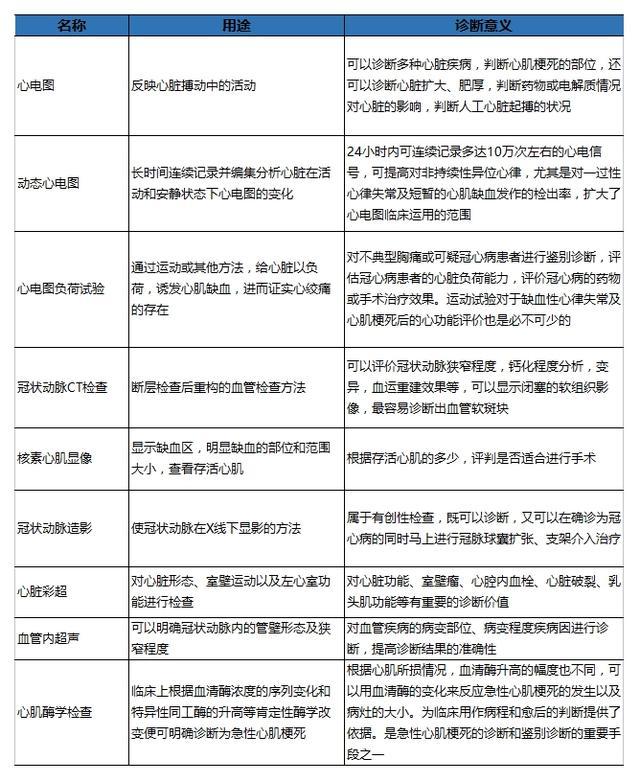 名称 用途 诊断意义
心电图
反映心脏搏动中的活动
可以诊断多种心脏疾病，判断心肌梗死的部位，还
可以诊断心脏扩大、肥厚，判断药物或电解质情况
对心脏的影响，判断人工心脏起搏的状况
动态心电图
长时间连续记录并编集分析心脏在活
动和安静状态下心电图的变化
24小时内可连续记录多达10万次左右的心电信
号，可提高对非持续性异位心律，尤其是对一过性
心律失常及短暂的心肌缺血发作的检出率，扩大了
心电图临床运用的范围
心电图负荷试验
通过运动或其他方法，给心脏以负
荷，诱发心肌缺血，进而证实心绞痛
的存在
对不典型胸痛或可疑冠心病患者进行鉴别诊断，评
估冠心病患者的心脏负荷能力，评价冠心病的药物
或手术治疗效果。运动试验对于缺血性心律失常及
心肌梗死后的心功能评价也是必不可少的
冠状动脉CT检查
断层检查后重构的血管检查方法
可以评价冠状动脉狭窄程度，钙化程度分析，变
异，血运重建效果等，可以显示闭塞的软组织影
像，最容易诊断出血管软斑块
核素心肌显像
显示缺血区，明显缺血的部位和范围
大小，查看存活心肌
根据存活心肌的多少，评判是否适合进行手术
冠状动脉造影
使冠状动脉在X线下显影的方法
属于有创性检查，既可以诊断，又可以在确诊为冠
心病的同时马上进行冠脉球囊扩张、支架介入治疗
心脏彩超
对心脏形态、室壁运动以及左心室功
能进行检查
对心脏功能、室壁瘤、心腔内血栓、心脏破裂、乳
头肌功能等有重要的诊断价值
血管内超声
可以明确冠状动脉内的管壁形态及狭
窄程度
对血管疾病的病变部位、病变程度疾病因进行诊
断，提高诊断结果的准确性
心肌酶学检查
临床上根据血清酶浓度的序列变化和
特异性同工酶的升高等肯定性酶学改
变便可明确诊断为急性心肌梗死
根据心肌所损情况，血清酶升高的幅度也不同，可
以用血清酶的变化来反应急性心肌梗死的发生以及
病灶的大小。为临床用作病程和愈后的判断提供了
依据。是急性心肌梗死的诊断和鉴别诊断的重要手
段之一